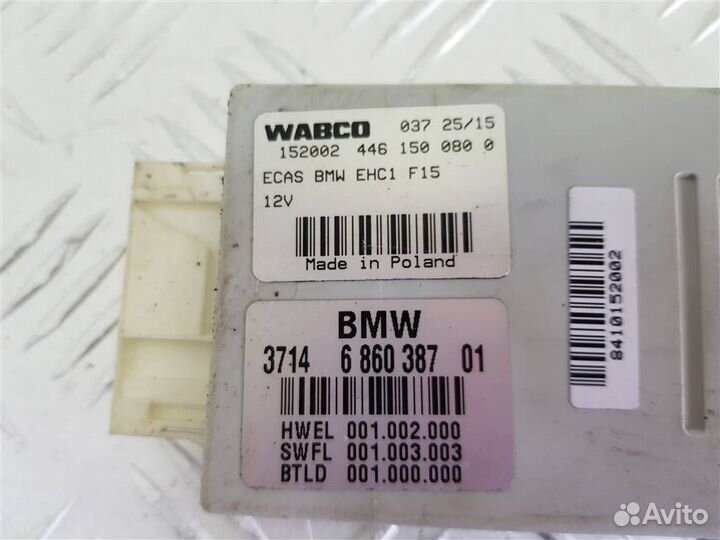 WABCO 037 25/15
152002 446 150 080 0
ECAS BMW EHC1 F15
12V
Made in Poland
BMW
3714 6 860 387 01
HWEL 001.002.000
SWFL 001.003.003
BTLD 001.000.000
8410152002
Avito